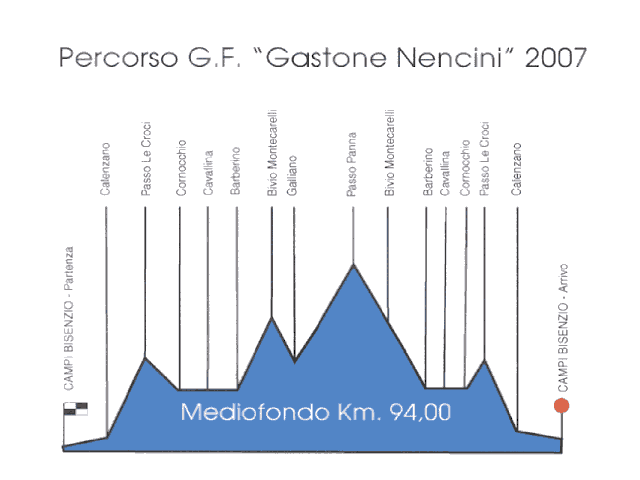 Percorso G.F. “Gastone Nencini” 2007
CAMPI BISENZIO - Partenza
Calenzano
Passo Le Croci
Cornocchio
Cavallina
Barberino
Bivio Montecarelli
Galliano
Passo Panna
Bivio Montecarelli
Barberino
Cavallina
Cornocchio
Passo Le Croci
Calenzano
CAMPI BISENZIO - Arrivo
Mediofondo Km. 94,00